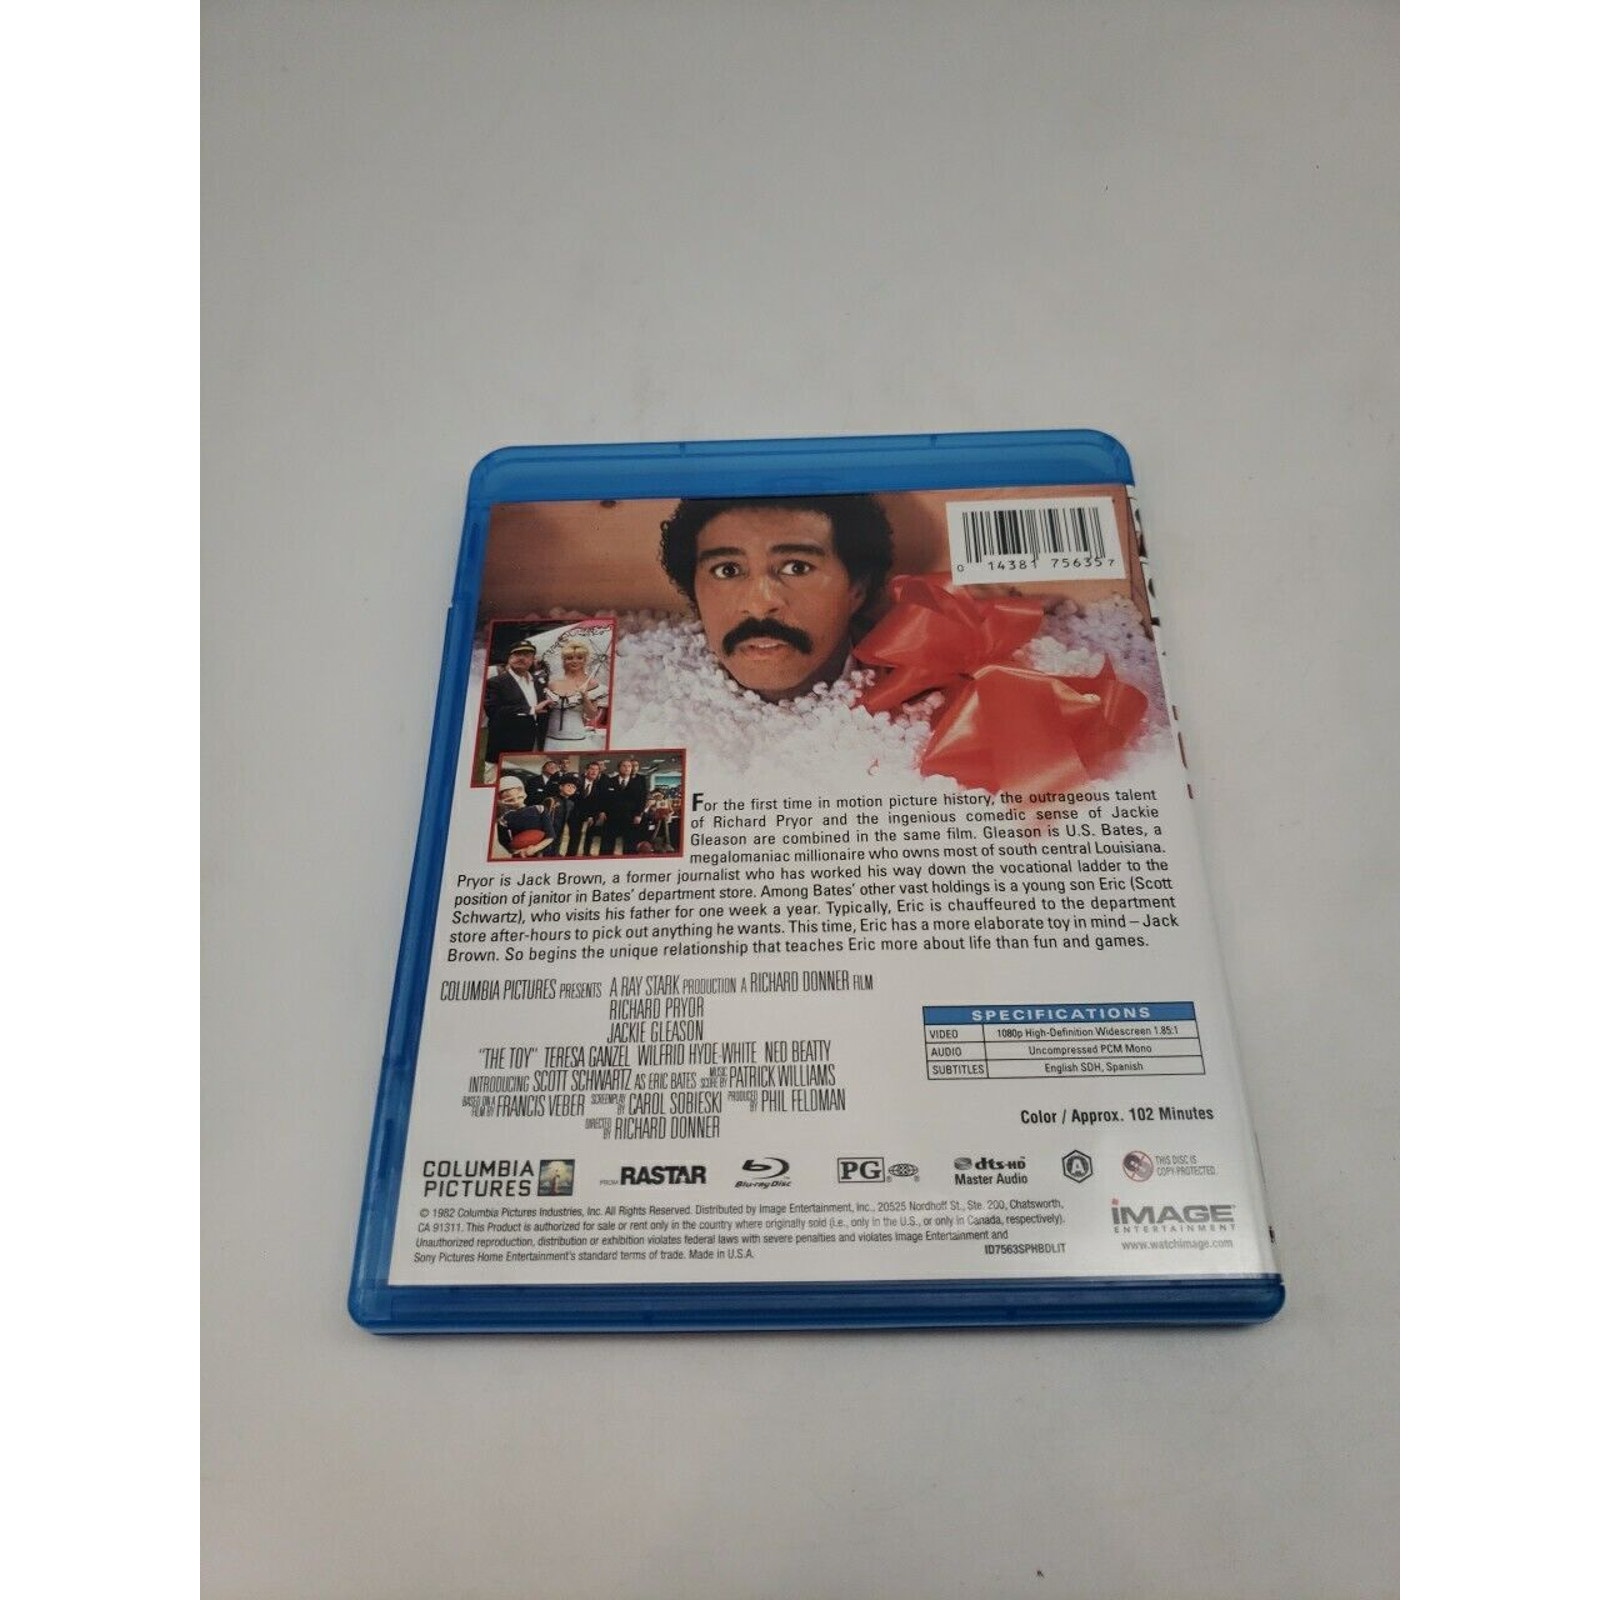 0 14381 75635 7
For the first time in motion picture history, the outrageous talent
of Richard Pryor and the ingenious comedic sense of Jackie
Gleason are combined in the same film. Gleason is U.S. Bates, a
megalomaniac millionaire who owns most of south central Louisiana.
Pryor is Jack Brown, a former journalist who has worked his way down the vocational ladder to the
position of janitor in Bates' department store. Among Bates' other vast holdings is a young son Eric (Scott
Schwartz), who visits his father for one week a year. Typically, Eric is chauffeured to the department
store after-hours to pick out anything he wants. This time, Eric has a more elaborate toy in mind – Jack
Brown. So begins the unique relationship that teaches Eric more about life than fun and games.
COLUMBIA PICTURES PRESENTS A RAY STARK PRODUCTION A RICHARD DONNER FILM
RICHARD PRYOR
JACKIE GLEASON
"THE TOY" TERESA GANZEL WILFRID HYDE-WHITE NED BEATTY
INTRODUCING SCOTT SCHWARTZ AS ERIC BATES MUSIC SCORE BY PATRICK WILLIAMS
BASED ON A FILM BY FRANCIS VEBER SCREENPLAY BY CAROL SOBIESKI PRODUCED BY PHIL FELDMAN
DIRECTED BY RICHARD DONNER
SPECIFICATIONS
VIDEO 1080p High-Definition Widescreen 1.85:1
AUDIO Uncompressed PCM Mono
SUBTITLES English SDH, Spanish
Color / Approx. 102 Minutes
COLUMBIA
PICTURES
FROM RASTAR
Blu-ray Disc
PG
dts-HD
Master Audio
A
THIS DISC IS
COPY-PROTECTED
© 1982 Columbia Pictures Industries, Inc. All Rights Reserved. Distributed by Image Entertainment, Inc., 20525 Nordhoff St., Ste. 200, Chatsworth,
CA 91311. This Product is authorized for sale or rent only in the country where originally sold (i.e., only in the U.S., or only in Canada, respectively).
Unauthorized reproduction, distribution or exhibition violates federal laws with severe penalties and violates Image Entertainment and
Sony Pictures Home Entertainment's standard terms of trade. Made in U.S.A.
ID7563SPHBDLIT
iMAGE
ENTERTAINMENT
www.watchimage.com